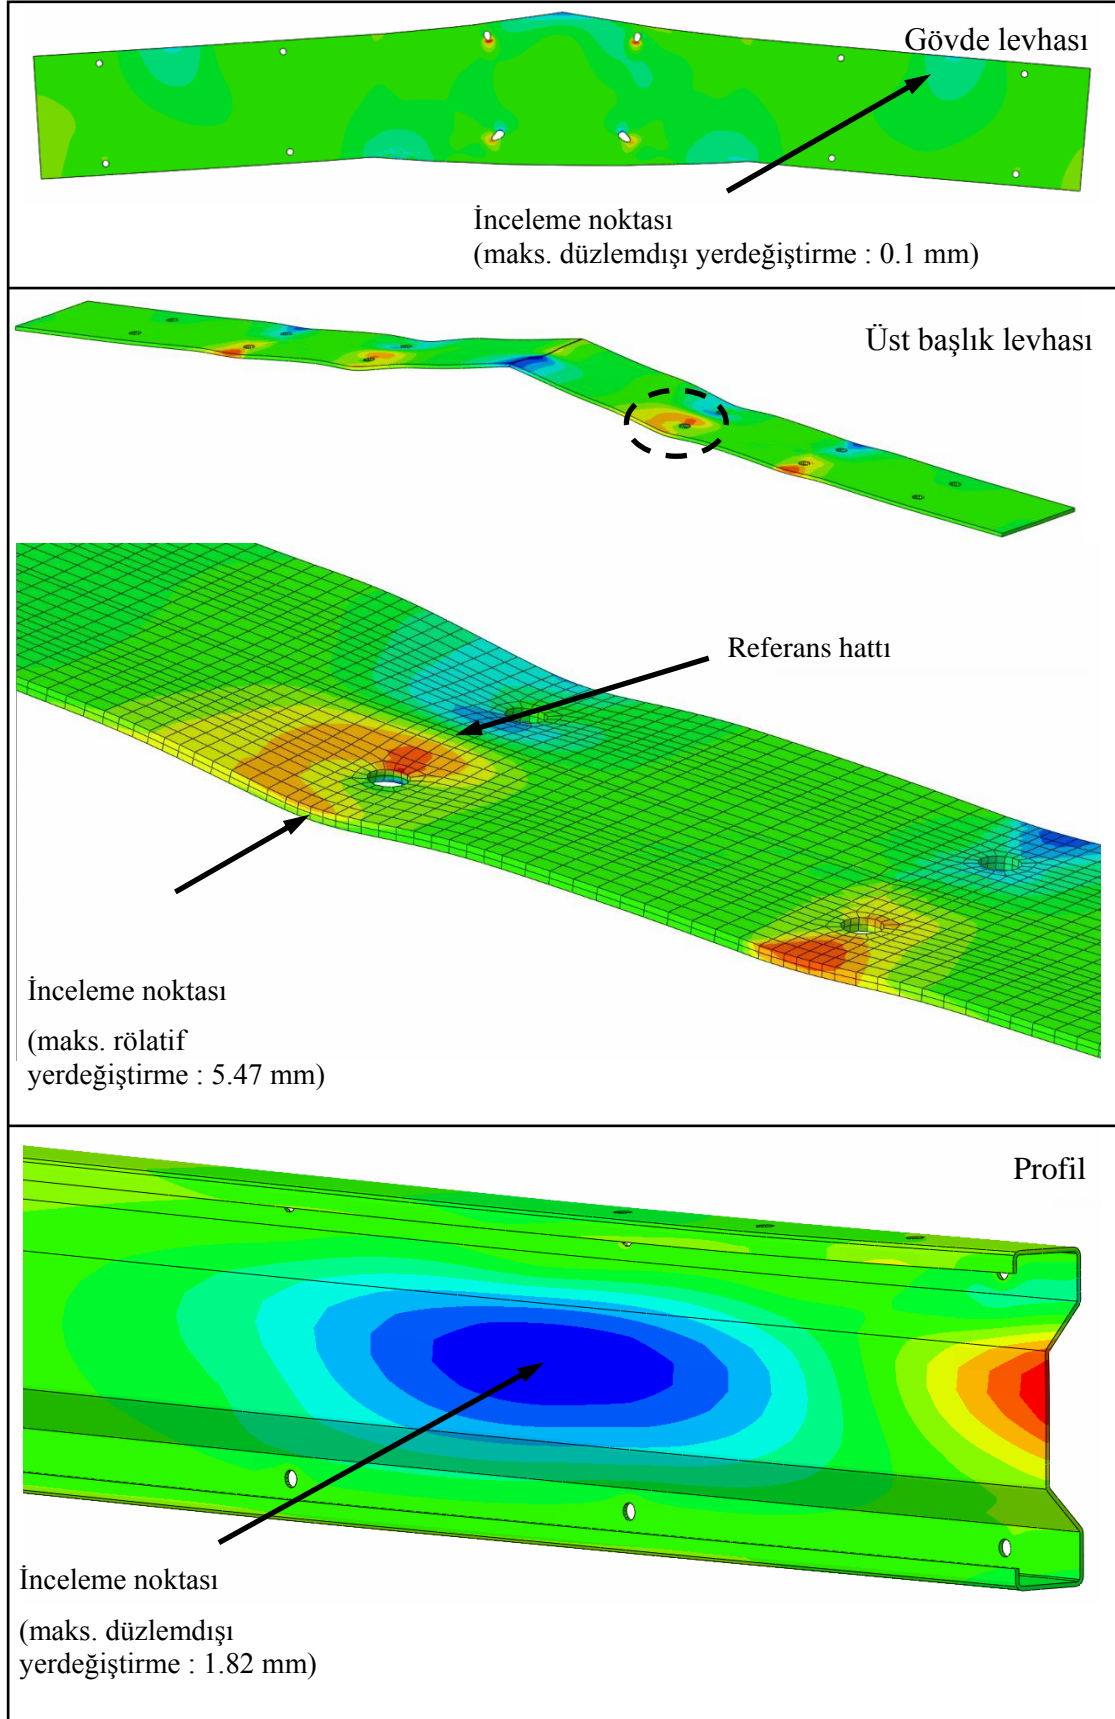 Gövde levhası
İnceleme noktası
(maks. düzlemdışı yerdeğiştirme : 0.1 mm)
Üst başlık levhası
Referans hattı
İnceleme noktası
(maks. rölatif
yerdeğiştirme : 5.47 mm)
Profil
İnceleme noktası
(maks. düzlemdışı
yerdeğiştirme : 1.82 mm)